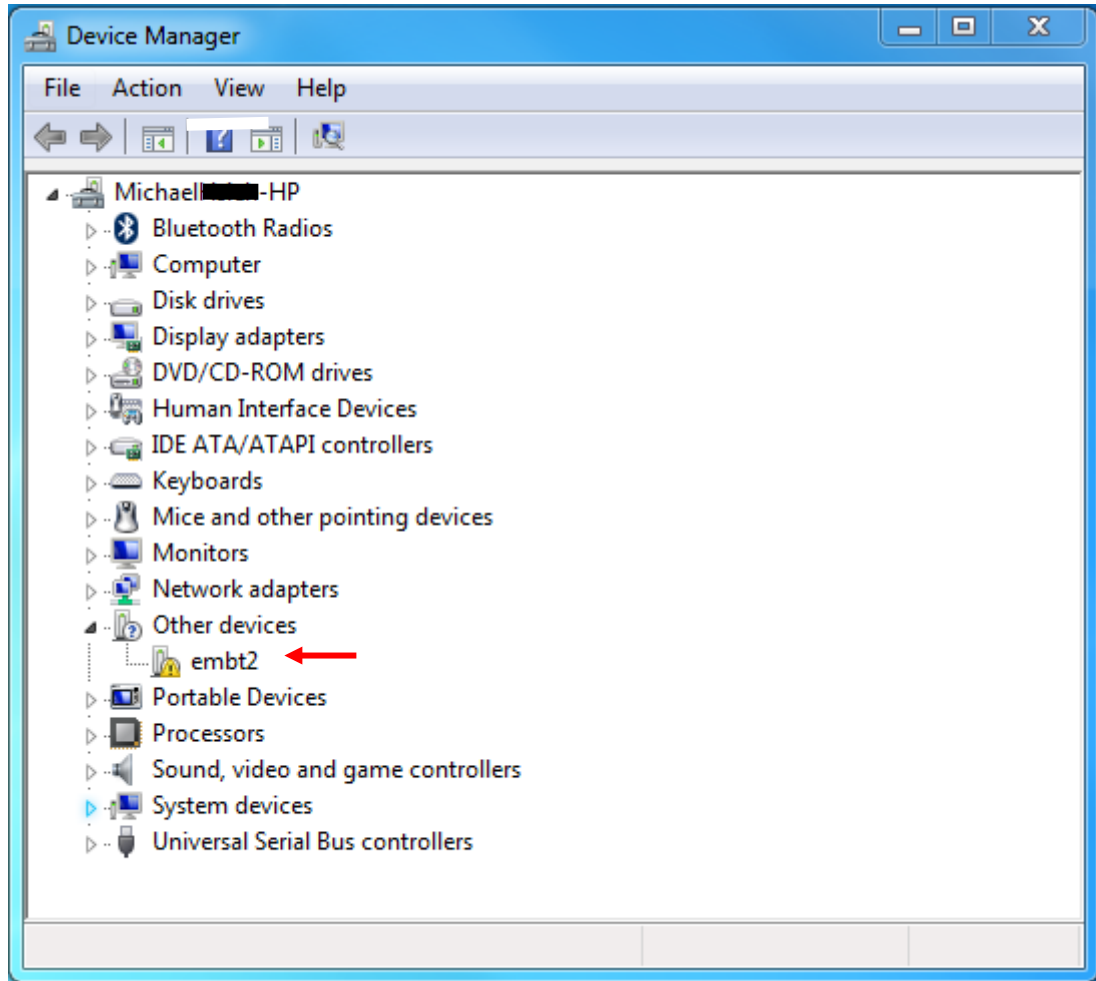 Device Manager
File Action View Help
Michael -HP
Bluetooth Radios
Computer
Disk drives
Display adapters
DVD/CD-ROM drives
Human Interface Devices
IDE ATA/ATAPI controllers
Keyboards
Mice and other pointing devices
Monitors
Network adapters
Other devices
embt2
Portable Devices
Processors
Sound, video and game controllers
System devices
Universal Serial Bus controllers